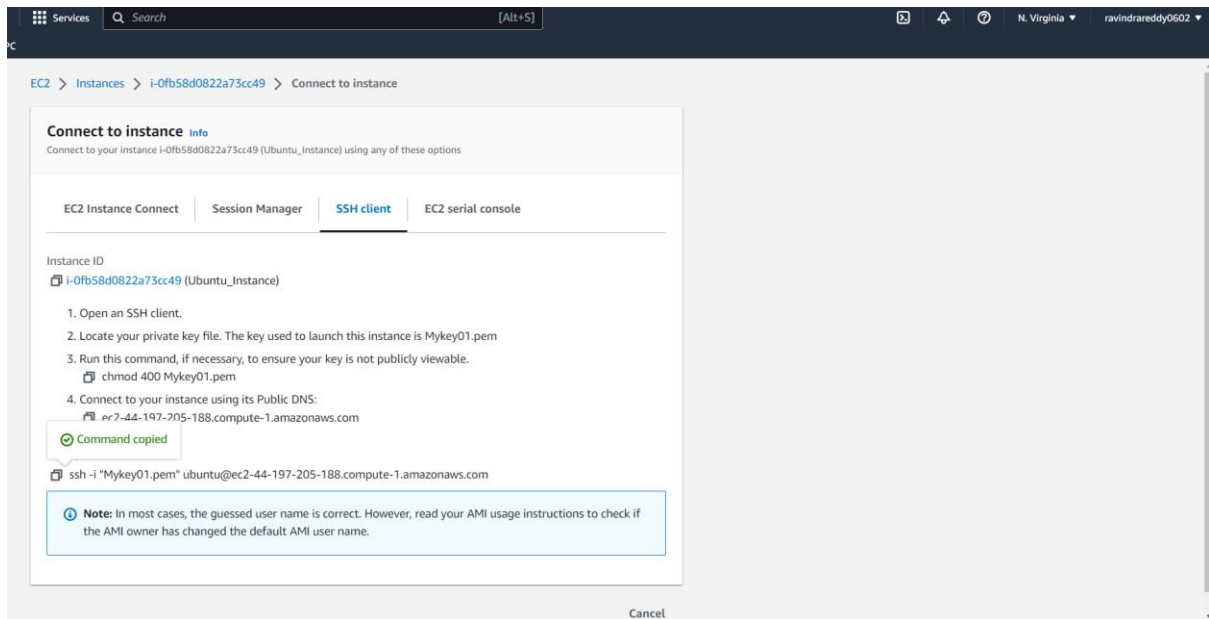 Services Search [Alt+S] N. Virginia ravindrareddy0602
PC
EC2 > Instances > i-0fb58d0822a73cc49 > Connect to instance
Connect to instance Info
Connect to your instance i-0fb58d0822a73cc49 (Ubuntu_Instance) using any of these options
EC2 Instance Connect Session Manager SSH client EC2 serial console
Instance ID
i-0fb58d0822a73cc49 (Ubuntu_Instance)
1. Open an SSH client.
2. Locate your private key file. The key used to launch this instance is Mykey01.pem
3. Run this command, if necessary, to ensure your key is not publicly viewable.
chmod 400 Mykey01.pem
4. Connect to your instance using its Public DNS:
ec2-44-197-205-188.compute-1.amazonaws.com
Command copied
ssh -i "Mykey01.pem" ubuntu@ec2-44-197-205-188.compute-1.amazonaws.com
Note: In most cases, the guessed user name is correct. However, read your AMI usage instructions to check if
the AMI owner has changed the default AMI user name.
Cancel